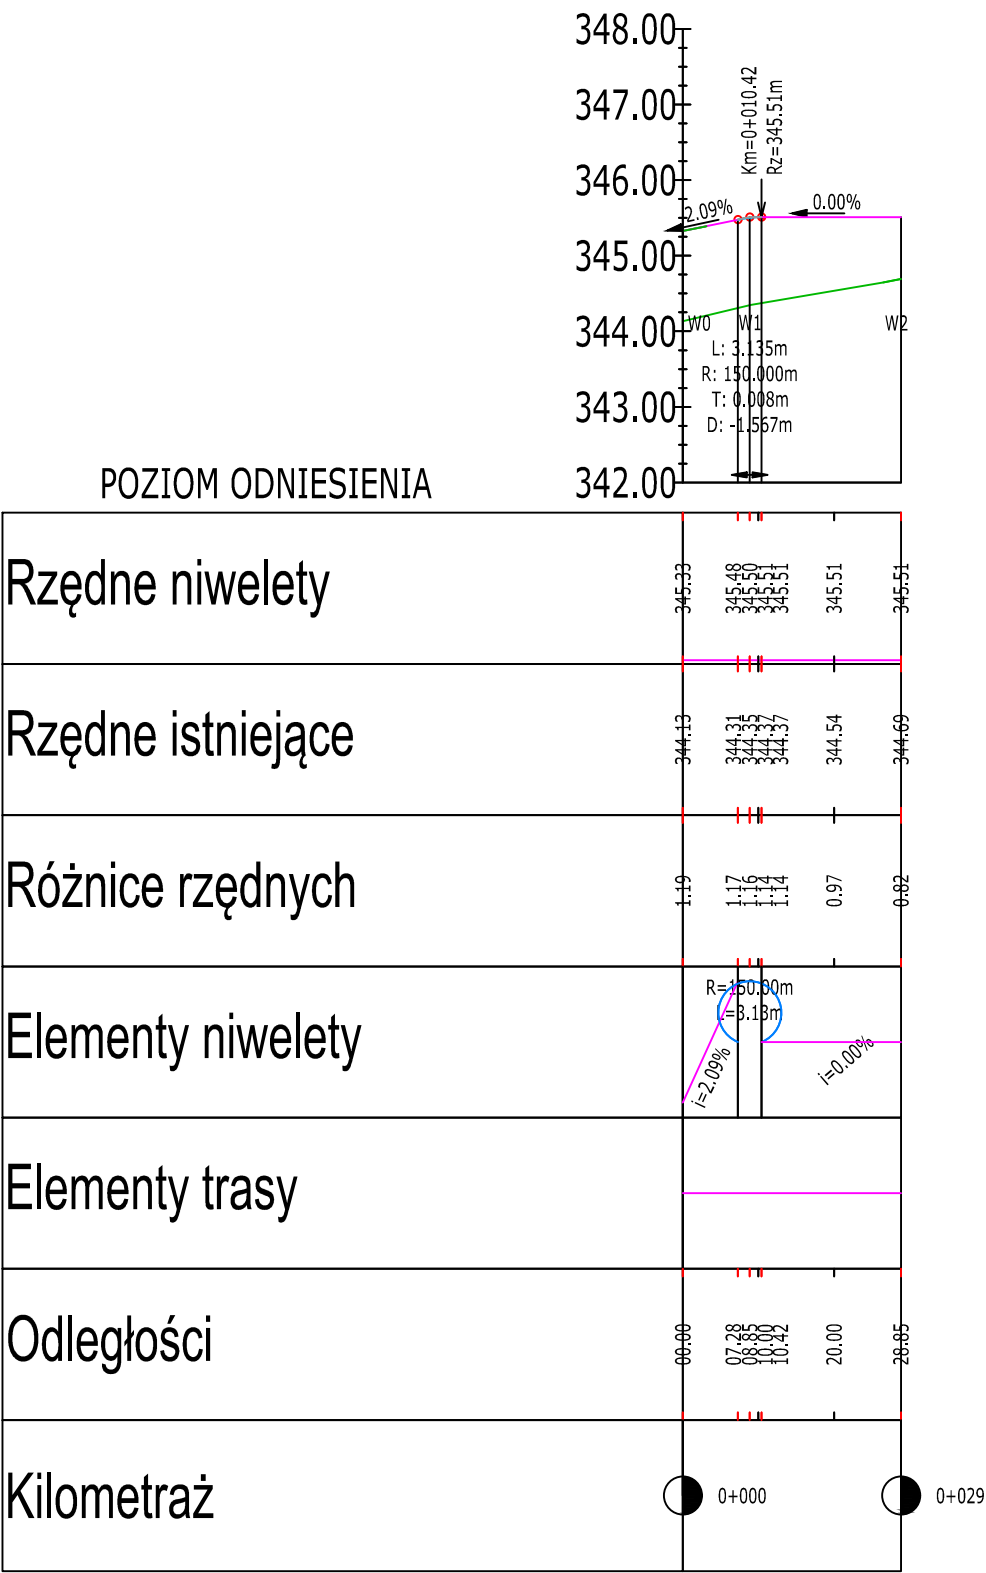 348.00
347.00
346.00
345.00
344.00
343.00
342.00
Km=0+010.42
Rz=345.51m
2.09%
0.00%
W0
W1
W2
L: 3.135m
R: 150.000m
T: 0.008m
D: -1.567m
POZIOM ODNIESIENIA
Rzędne niwelety
345.33
345.48
345.50
345.51
345.51
345.51
345.51
Rzędne istniejące
344.13
344.31
344.35
344.37
344.37
344.54
344.69
Różnice rzędnych
1.19
1.17
1.16
1.14
1.14
0.97
0.82
Elementy niwelety
R=150.00m
L=3.13m
i=2.09%
i=0.00%
Elementy trasy
Odległości
00.00
07.28
08.85
10.00
10.42
20.00
28.85
Kilometraż
0+000
0+029